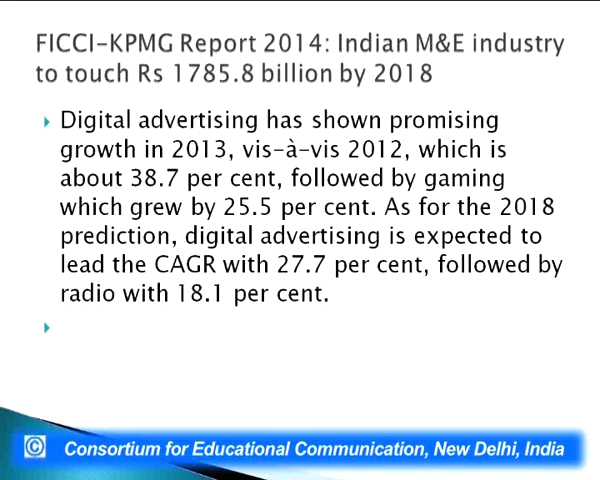 FICCI-KPMG Report 2014: Indian M&E industry
to touch Rs 1785.8 billion by 2018
Digital advertising has shown promising
growth in 2013, vis-à-vis 2012, which is
about 38.7 per cent, followed by gaming
which grew by 25.5 per cent. As for the 2018
prediction, digital advertising is expected to
lead the CAGR with 27.7 per cent, followed by
radio with 18.1 per cent.
© Consortium for Educational Communication, New Delhi, India